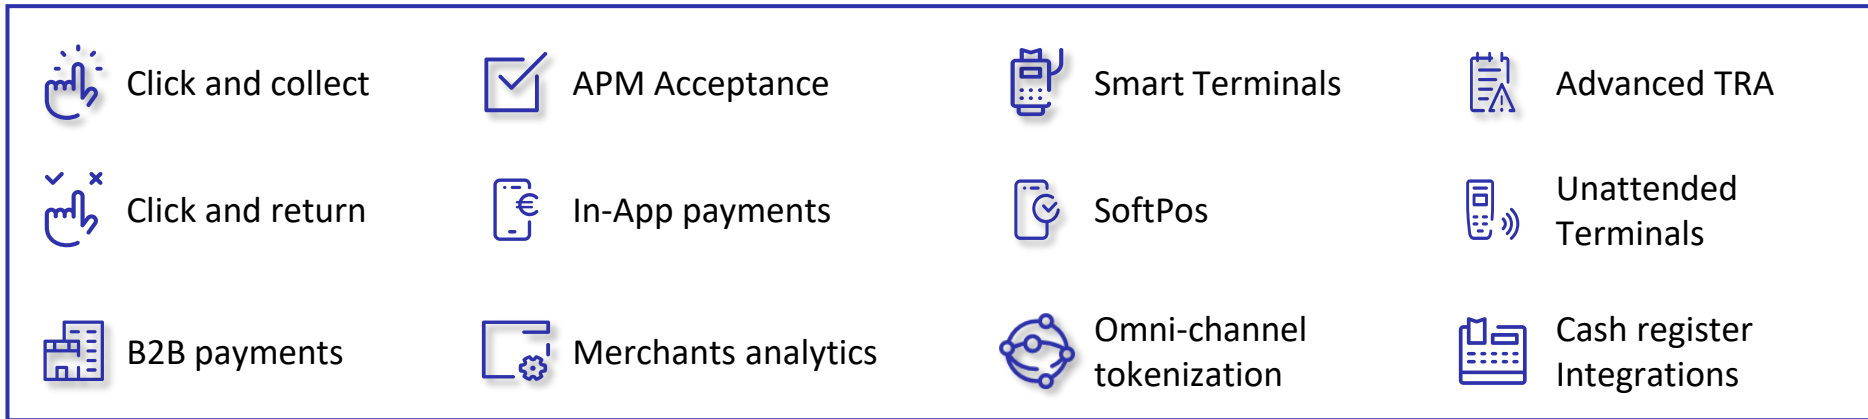 Click and collect
APM Acceptance
Smart Terminals
Advanced TRA
Click and return
In-App payments
SoftPos
Unattended
Terminals
B2B payments
Merchants analytics
Omni-channel
tokenization
Cash register
Integrations